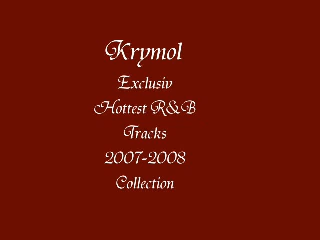 Krymol
Exclusiv
Hottest R&B
Tracks
2007-2008
Collection